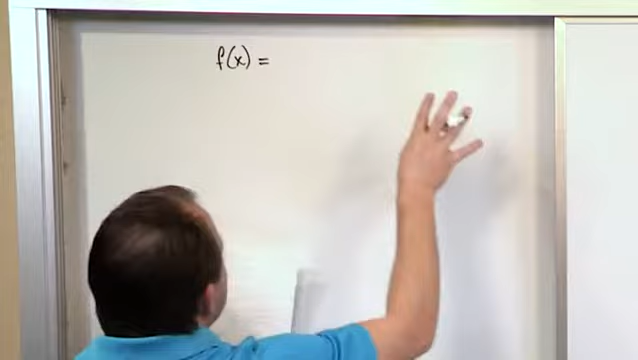 f(x) =